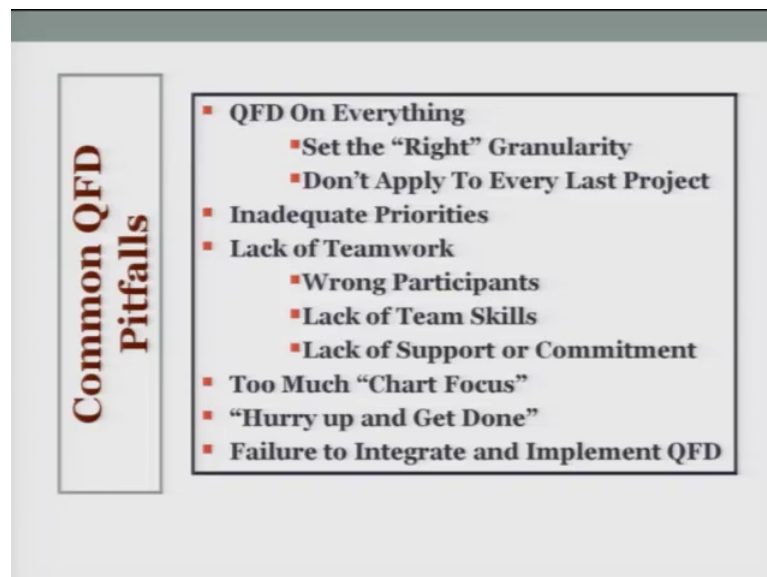 Common QFD
Pitfalls
QFD On Everything
Set the “Right” Granularity
Don’t Apply To Every Last Project
Inadequate Priorities
Lack of Teamwork
Wrong Participants
Lack of Team Skills
Lack of Support or Commitment
Too Much “Chart Focus”
“Hurry up and Get Done”
Failure to Integrate and Implement QFD